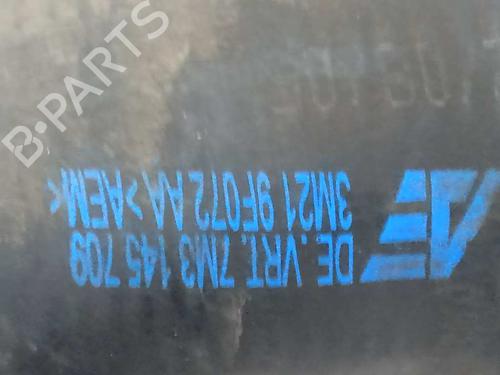 DE. VRT. 7M3 145 709
3M21 9F072 AA >AEM<
B-PARTS